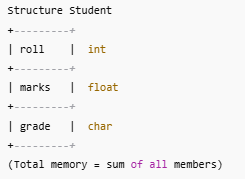 Structure Student
+---------+
| roll    |  int
+---------+
| marks   |  float
+---------+
| grade   |  char
+---------+
(Total memory = sum of all members)